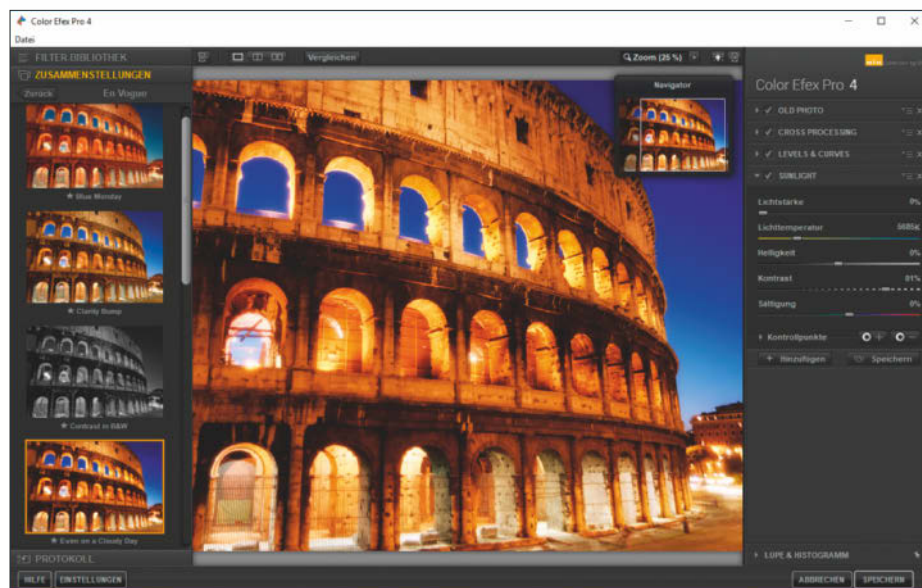 Color Efex Pro 4
Datei
FILTER BIBLIOTHEK
ZUSAMMENSTELLUNGEN
Zurück
En Vogue
Blue Monday
Clarity Bump
Contrast in B&W
Even on a Cloudy Day
PROTOKOLL
HILFE
EINSTELLUNGEN
Vergleichen
Zoom (25 %)
Navigator
Color Efex Pro 4
OLD PHOTO
CROSS PROCESSING
LEVELS & CURVES
SUNLIGHT
Lichtstärke 0%
Lichttemperatur 5685K
Helligkeit 0%
Kontrast 81%
Sättigung 0%
Kontrollpunkte
Hinzufügen
Speichern
LUPE & HISTOGRAMM
ABBRECHEN
SPEICHERN